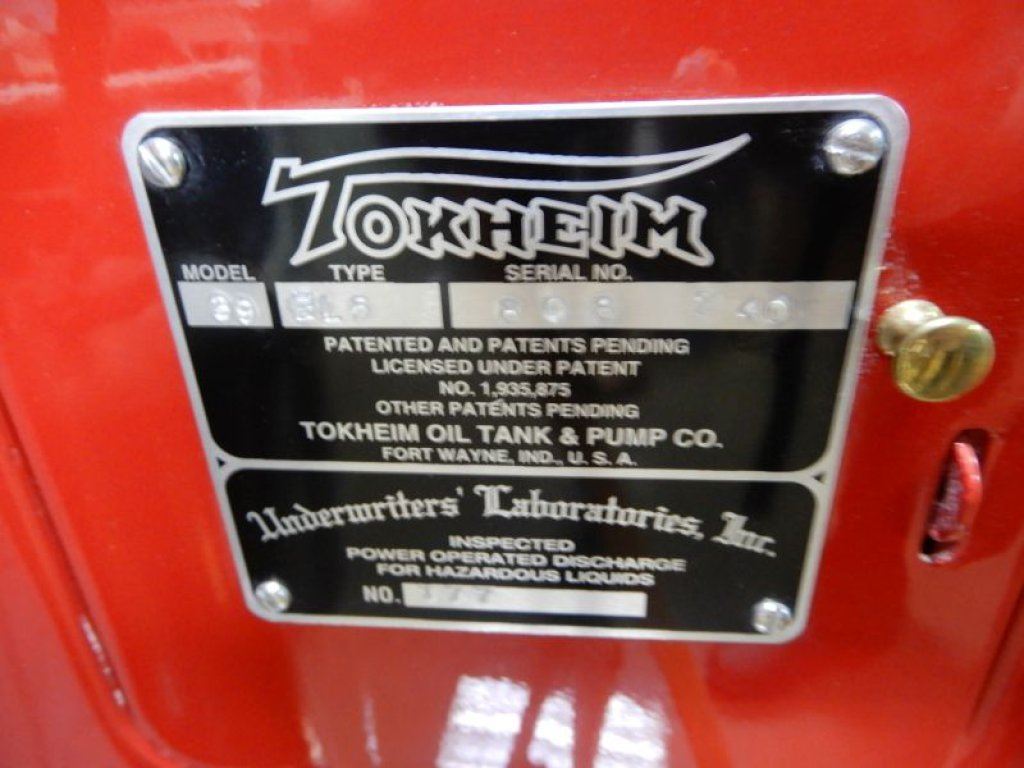 TOKHEIM
MODEL TYPE SERIAL NO.
39
PATENTED AND PATENTS PENDING
LICENSED UNDER PATENT
NO. 1,935,875
OTHER PATENTS PENDING
TOKHEIM OIL TANK & PUMP CO.
FORT WAYNE, IND., U. S. A.
Underwriters' Laboratories, Inc.
INSPECTED
POWER OPERATED DISCHARGE
FOR HAZARDOUS LIQUIDS
NO.